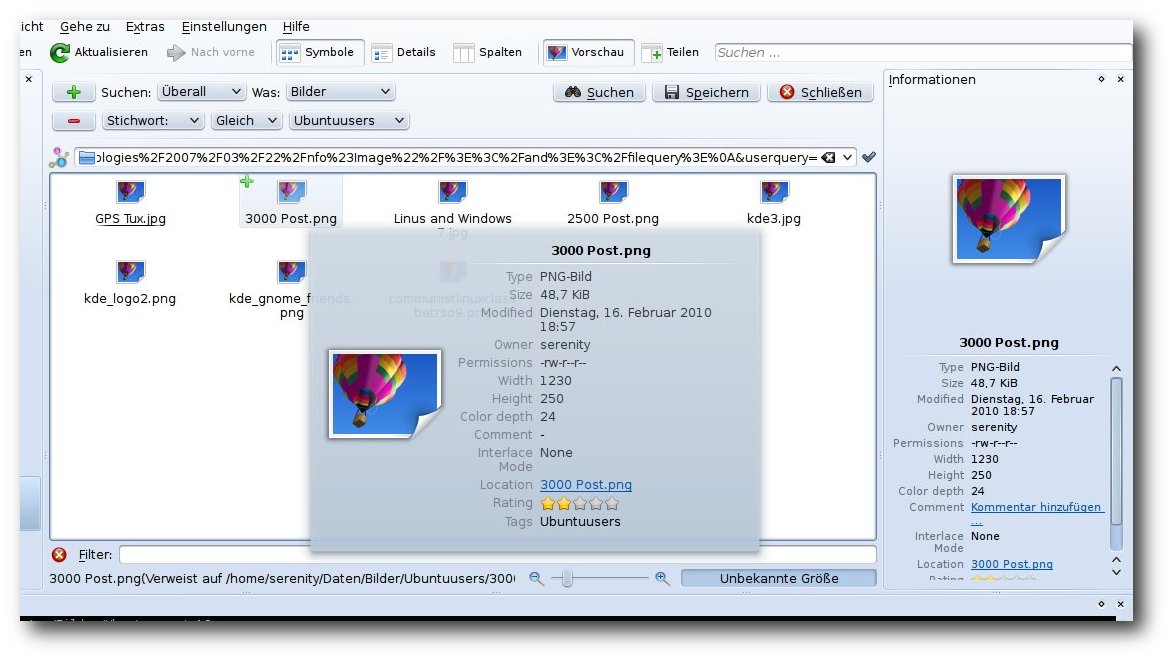 icht Gehe zu Extras Einstellungen Hilfe
en Aktualisieren Nach vorne Symbole Details Spalten Vorschau Teilen Suchen ...
Suchen: Überall Was: Bilder Suchen Speichern Schließen
Stichwort: Gleich Ubuntuusers
ologies%2F2007%2F03%2F22%2Fnfo%23Image%22%2F%3E%3C%2Fand%3E%3C%2Ffilequery%3E%0A&userquery=
GPS Tux.jpg 3000 Post.png Linus and Windows 2500 Post.png kde3.jpg
7.jpg
kde_logo2.png kde_gnome_friends.
png
3000 Post.png
Type PNG-Bild
Size 48,7 KiB
Modified Dienstag, 16. Februar 2010
18:57
Owner serenity
Permissions -rw-r--r--
Width 1230
Height 250
Color depth 24
Comment -
Interlace None
Mode
Location 3000 Post.png
Rating
Tags Ubuntuusers
Filter:
3000 Post.png(Verweist auf /home/serenity/Daten/Bilder/Ubuntuusers/300 Unbekannte Größe
Informationen
3000 Post.png
Type PNG-Bild
Size 48,7 KiB
Modified Dienstag, 16. Februar
2010 18:57
Owner serenity
Permissions -rw-r--r--
Width 1230
Height 250
Color depth 24
Comment Kommentar hinzufügen
...
Interlace None
Mode
Location 3000 Post.png
Rating